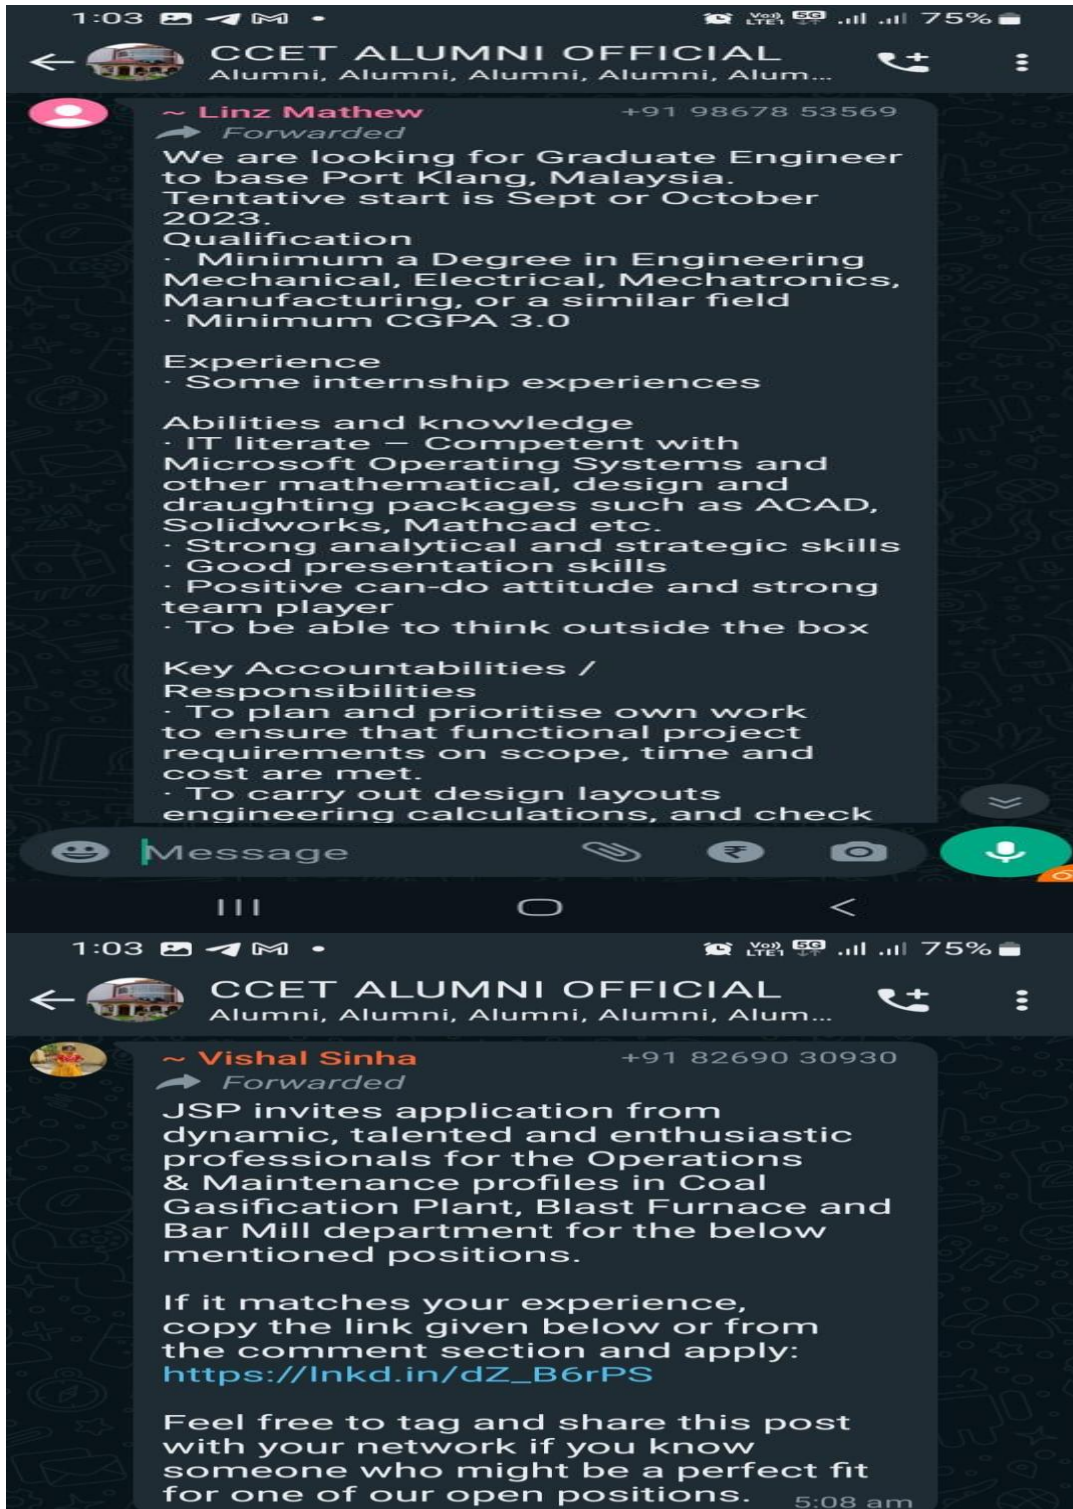 1:03
75%
CCET ALUMNI OFFICIAL
Alumni, Alumni, Alumni, Alumni, Alum...
~ Linz Mathew +91 98678 53569
Forwarded
We are looking for Graduate Engineer
to base Port Klang, Malaysia.
Tentative start is Sept or October
2023.
Qualification
· Minimum a Degree in Engineering
Mechanical, Electrical, Mechatronics,
Manufacturing, or a similar field
· Minimum CGPA 3.0
Experience
· Some internship experiences
Abilities and knowledge
· IT literate – Competent with
Microsoft Operating Systems and
other mathematical, design and
draughting packages such as ACAD,
Solidworks, Mathcad etc.
· Strong analytical and strategic skills
· Good presentation skills
· Positive can-do attitude and strong
team player
· To be able to think outside the box
Key Accountabilities /
Responsibilities
· To plan and prioritise own work
to ensure that functional project
requirements on scope, time and
cost are met.
· To carry out design layouts
engineering calculations, and check
Message
1:03
75%
CCET ALUMNI OFFICIAL
Alumni, Alumni, Alumni, Alumni, Alum...
~ Vishal Sinha +91 82690 30930
Forwarded
JSP invites application from
dynamic, talented and enthusiastic
professionals for the Operations
& Maintenance profiles in Coal
Gasification Plant, Blast Furnace and
Bar Mill department for the below
mentioned positions.
If it matches your experience,
copy the link given below or from
the comment section and apply:
https://lnkd.in/dZ_B6rPS
Feel free to tag and share this post
with your network if you know
someone who might be a perfect fit
for one of our open positions. 5:08 am